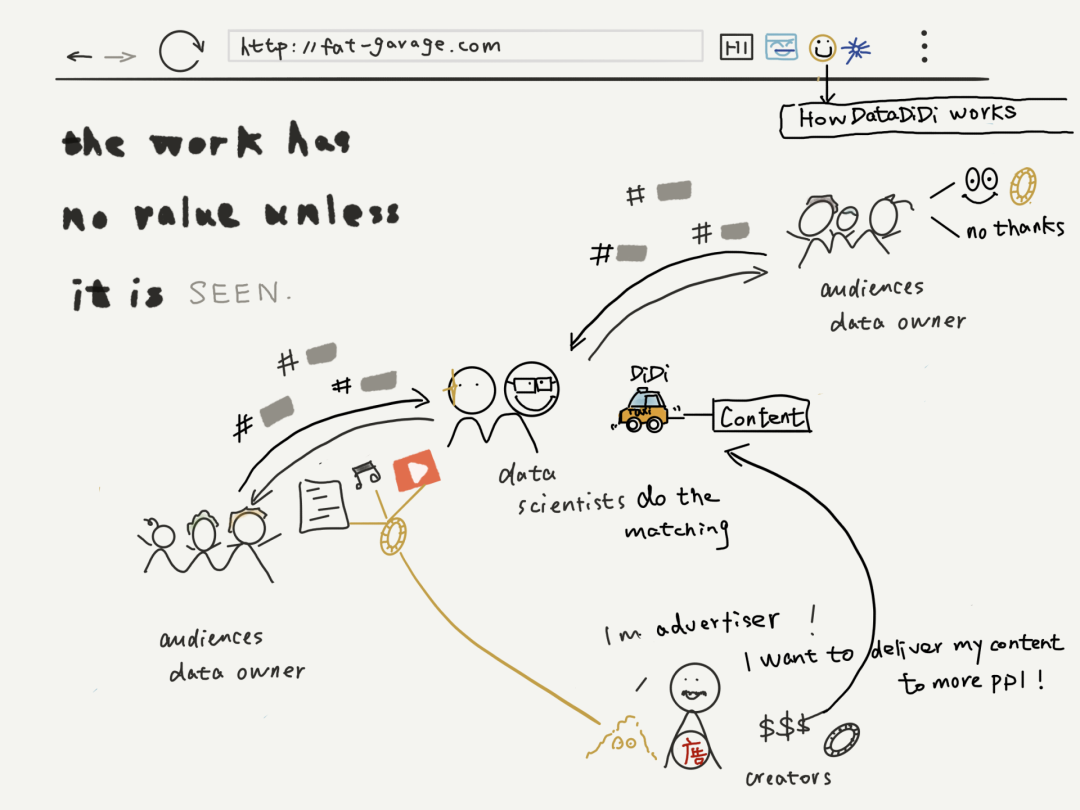 http://fat-garage.com
How DataDiDi works
the work has
no value unless
it is SEEN.
#
#
#
no thanks
audiences
data owner
#
#
#
DiDi
taxi
Content
data
scientists do the
matching
audiences
data owner
I'm advertiser !
I want to deliver my content
to more ppl !
$$$
creators